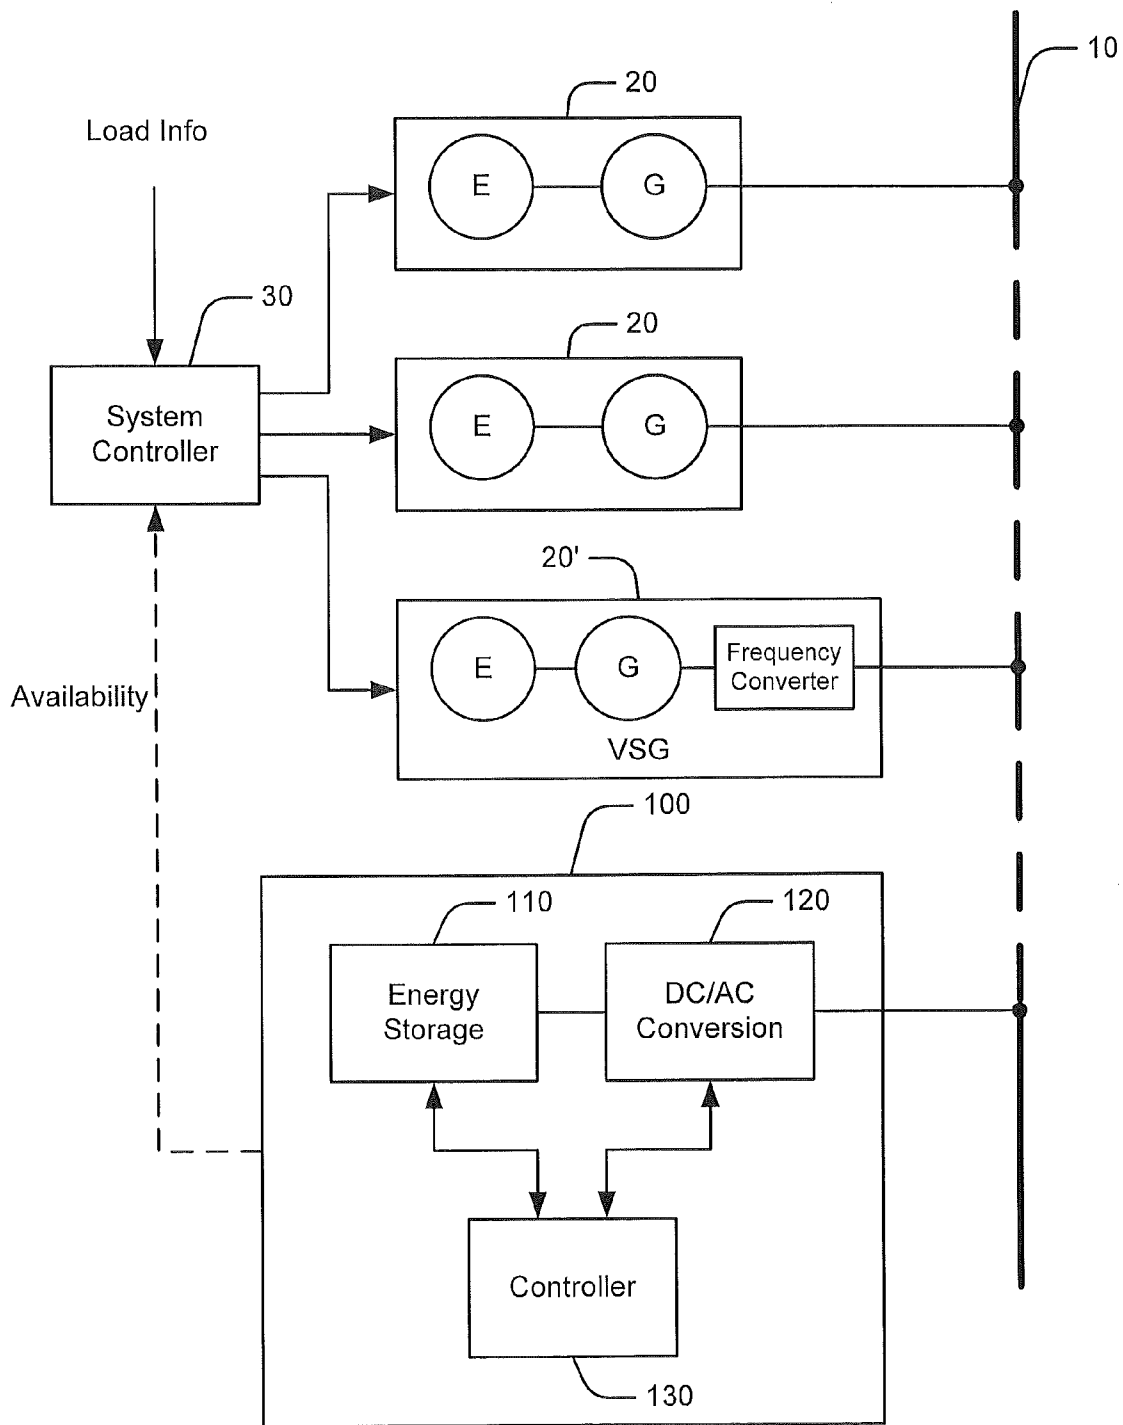 10
20
Load Info
E
G
30
20
System
Controller
E
G
20'
E
G
Frequency
Converter
VSG
Availability
100
110
120
Energy
Storage
DC/AC
Conversion
Controller
130